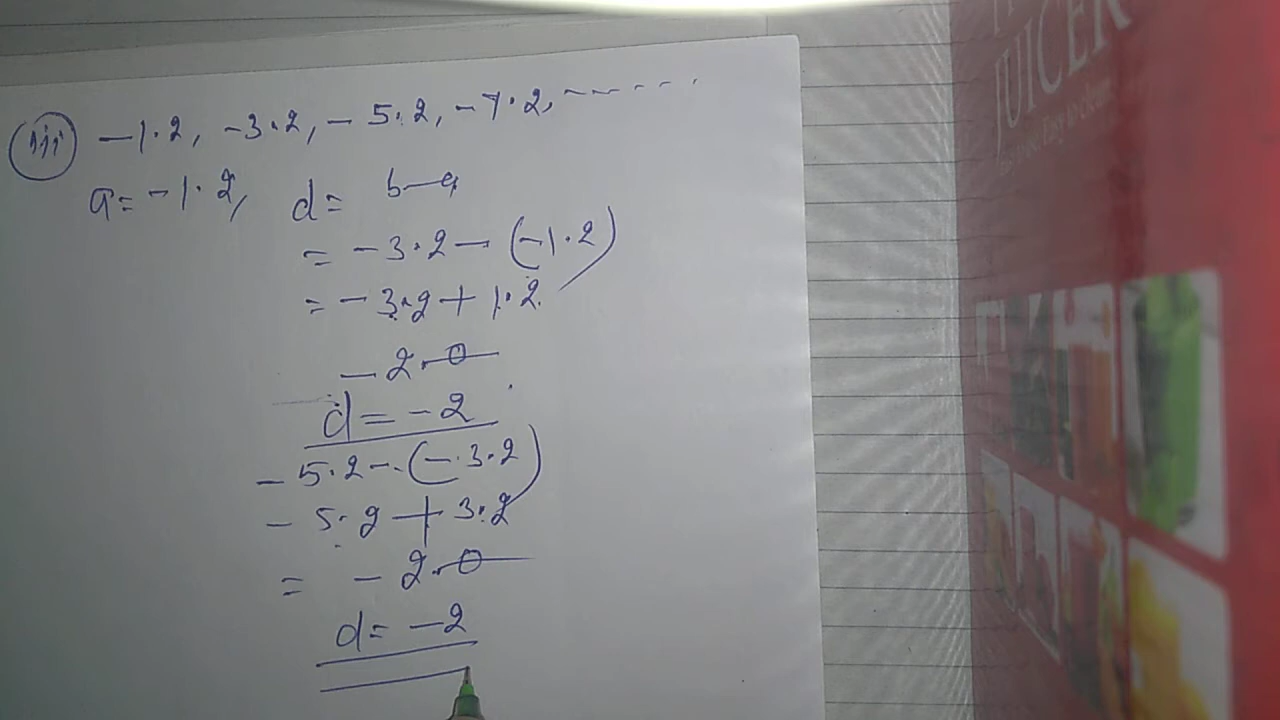 (iii) -1·2, -3·2, -5·2, -7·2, ------
a = -1·2, d = b-a
= -3·2 - (-1·2)
= -3·2 + 1·2
-2.0
d = -2
-5·2 - (-3·2)
-5·2 + 3·2
= -2.0
d = -2
JUICER